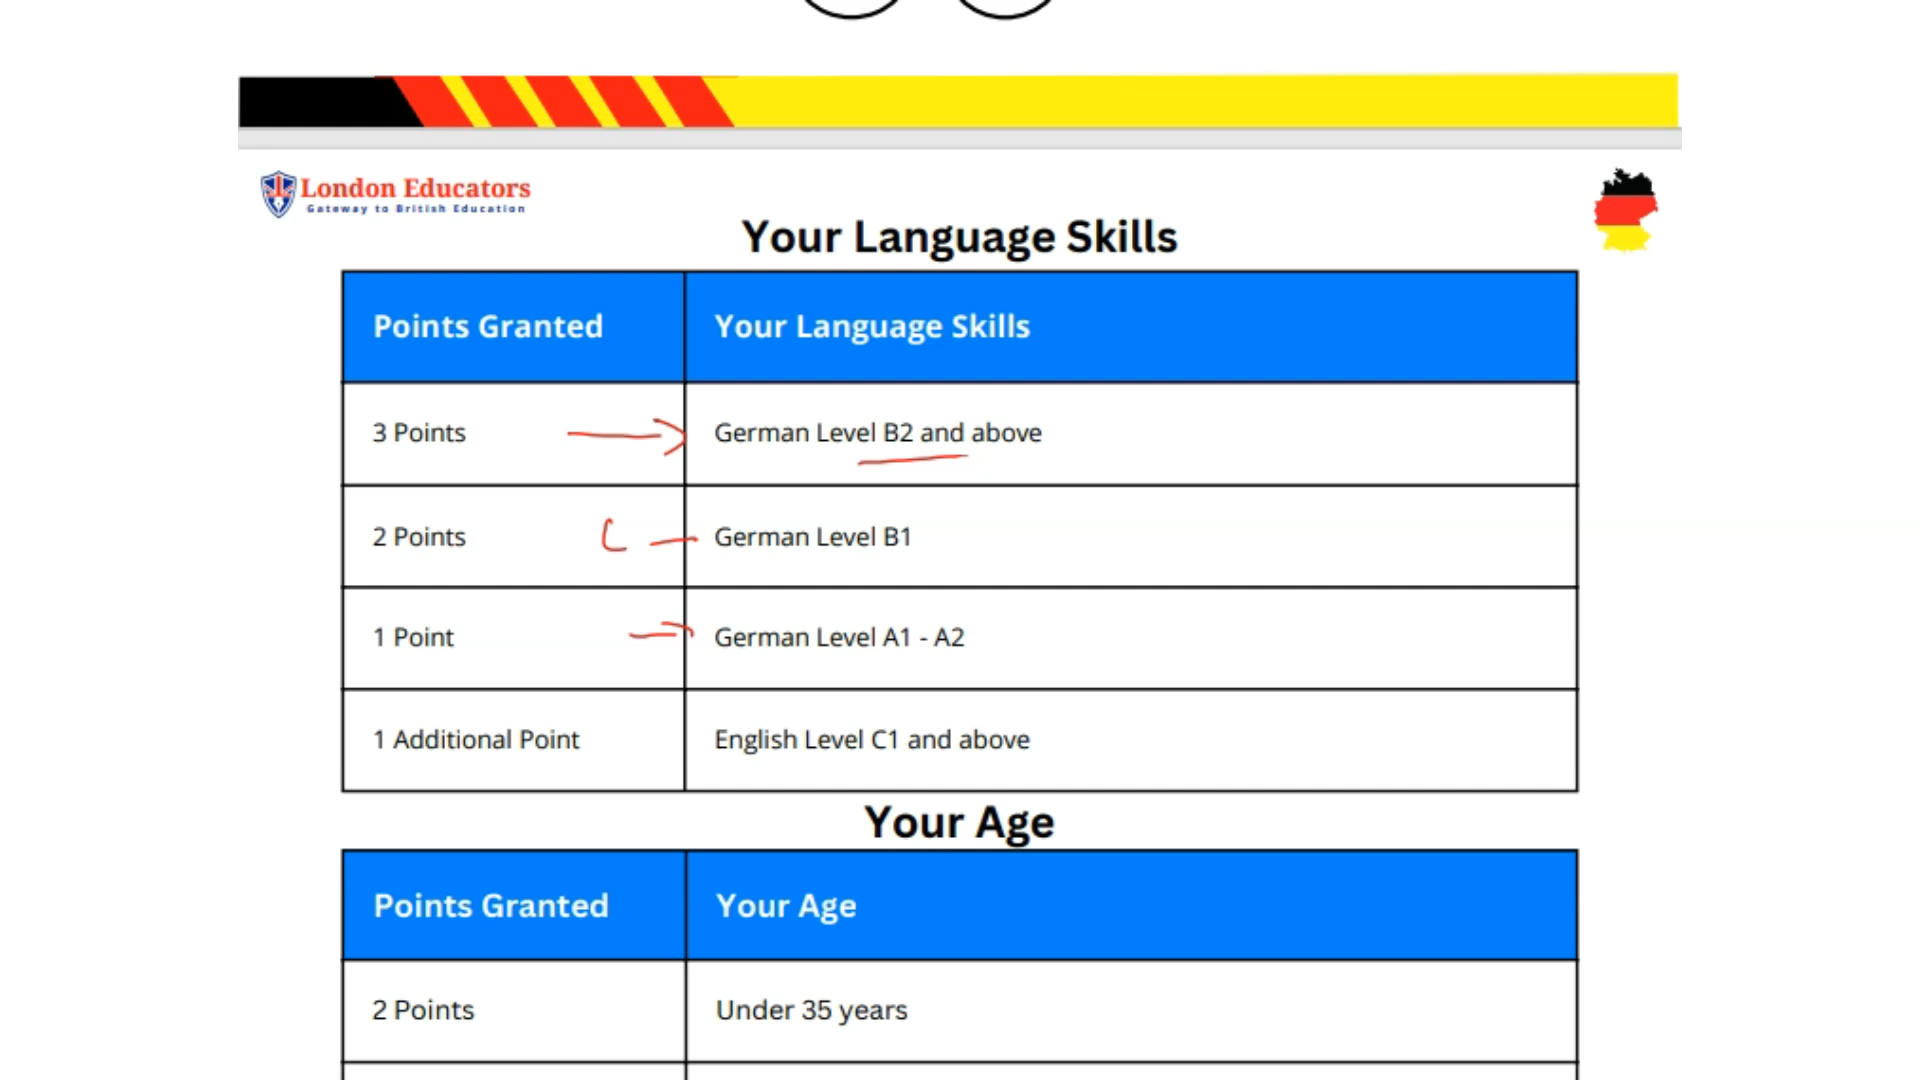 London Educators
Gateway to British Education
Your Language Skills
Points Granted Your Language Skills
3 Points German Level B2 and above
2 Points German Level B1
1 Point German Level A1 - A2
1 Additional Point English Level C1 and above
Your Age
Points Granted Your Age
2 Points Under 35 years